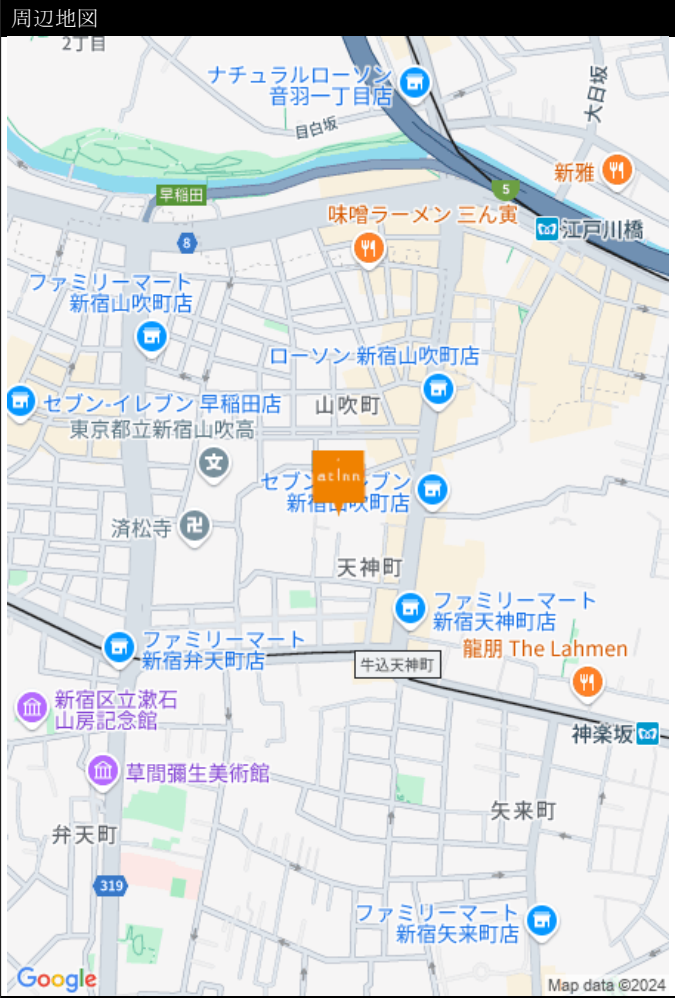 周辺地図
2丁目
ナチュラルローソン
音羽一丁目店
大日坂
目白坂
新雅
早稲田
5
味噌ラーメン 三ん寅
江戸川橋
8
ファミリーマート
新宿山吹町店
ローソン 新宿山吹町店
セブン-イレブン 早稲田店
山吹町
東京都立新宿山吹高
文
atinn
セブン-イレブン
新宿山吹町店
済松寺
卍
天神町
ファミリーマート
新宿天神町店
ファミリーマート
新宿弁天町店
龍朋 The Lahmen
牛込天神町
新宿区立漱石
山房記念館
神楽坂
草間彌生美術館
矢来町
弁天町
319
ファミリーマート
新宿矢来町店
Google
Map data ©2024